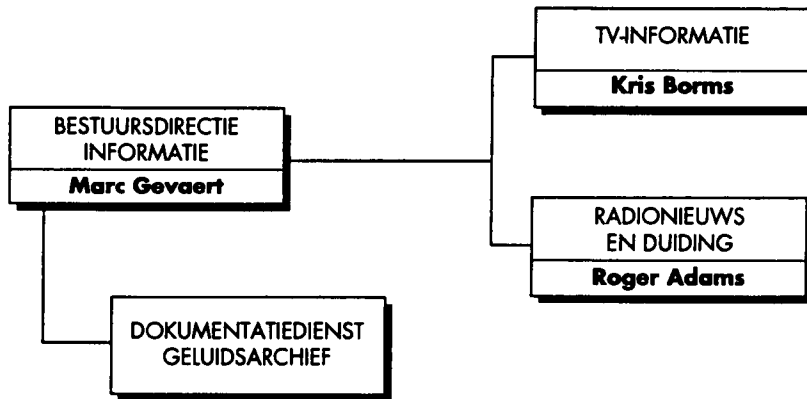 TV-INFORMATIE
Kris Borms
BESTUURSDIRECTIE
INFORMATIE
Marc Gevaert
RADIONIEUWS
EN DUIDING
Roger Adams
DOKUMENTATIEDIENST
GELUIDSARCHIEF